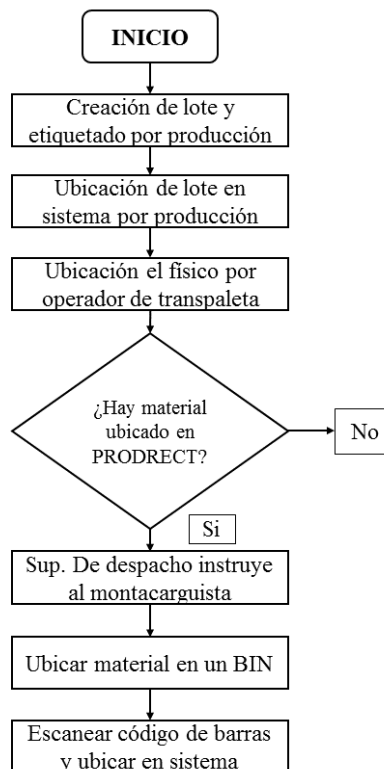 INICIO
Creación de lote y
etiquetado por producción
Ubicación de lote en
sistema por producción
Ubicación el físico por
operador de transpaleta
¿Hay material
ubicado en
PRODRECT?
No
Si
Sup. De despacho instruye
al montacarguista
Ubicar material en un BIN
Escanear código de barras
y ubicar en sistema